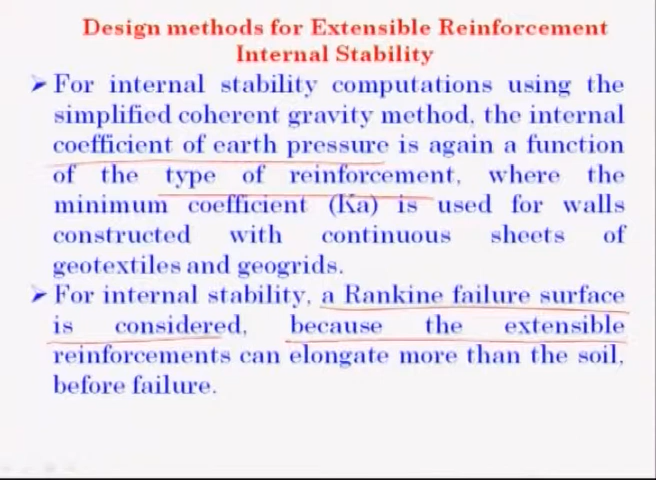 Design methods for Extensible Reinforcement
Internal Stability
➢ For internal stability computations using the
simplified coherent gravity method, the internal
coefficient of earth pressure is again a function
of the type of reinforcement, where the
minimum coefficient (Ka) is used for walls
constructed with continuous sheets of
geotextiles and geogrids.
➢ For internal stability, a Rankine failure surface
is considered, because the extensible
reinforcements can elongate more than the soil,
before failure.